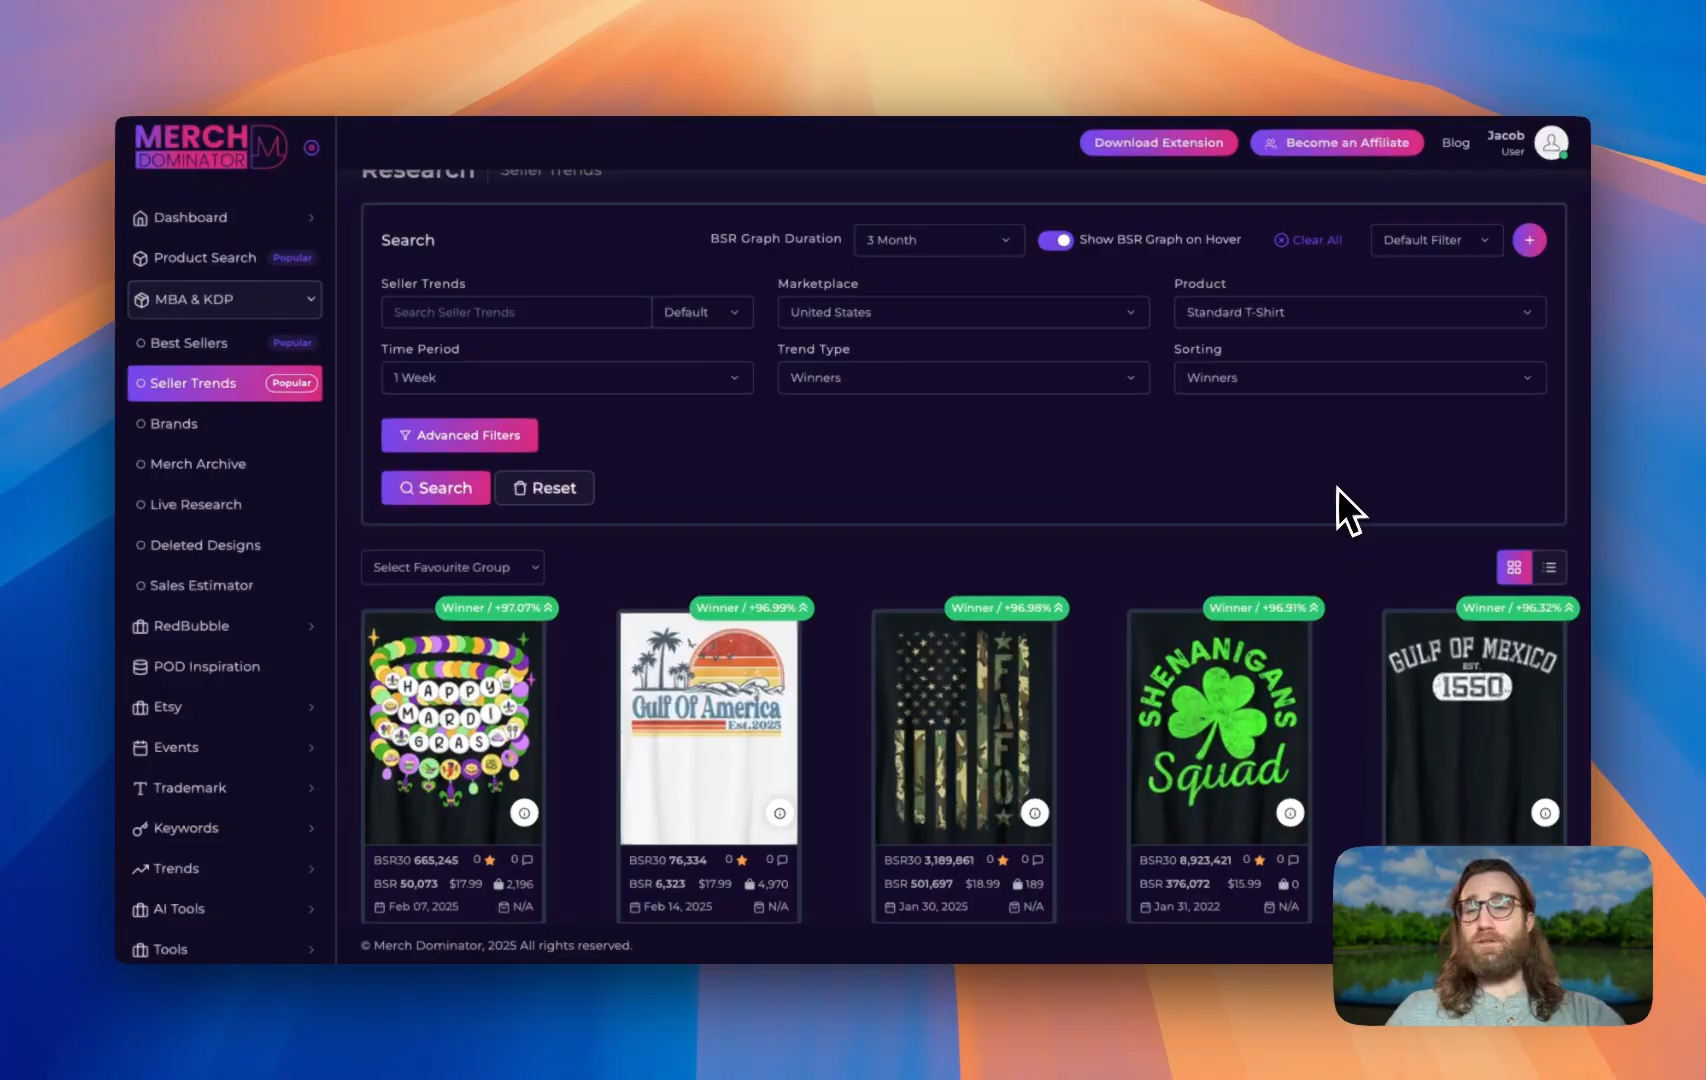 MERCH
DOMINATOR
Download Extension
Become an Affiliate
Blog
Jacob
User
Research
Seller Trends
Dashboard
Product Search Popular
MBA & KDP
Best Sellers Popular
Seller Trends Popular
Brands
Merch Archive
Live Research
Deleted Designs
Sales Estimator
RedBubble
POD Inspiration
Etsy
Events
Trademark
Keywords
Trends
AI Tools
Tools
Search
BSR Graph Duration
3 Month
Show BSR Graph on Hover
Clear All
Default Filter
+
Seller Trends
Search Seller Trends
Default
Marketplace
United States
Product
Standard T-Shirt
Time Period
1 Week
Trend Type
Winners
Sorting
Winners
Advanced Filters
Search
Reset
Select Favourite Group
Winner / +97.07%
HAPPY
MARDI
GRAS
BSR30 665,245 0 0
BSR 50,073 $17.99 2,196
Feb 07, 2025 N/A
Winner / +96.99%
Gulf Of America
Est.2025
BSR30 76,334 0 0
BSR 6,323 $17.99 4,970
Feb 14, 2025 N/A
Winner / +96.98%
FAFO
BSR30 3,189,861 0 0
BSR 501,697 $18.99 189
Jan 30, 2025 N/A
Winner / +96.91%
SHENANIGANS
Squad
BSR30 8,923,421 0 0
BSR 376,072 $15.99 0
Jan 31, 2022 N/A
Winner / +96.32%
GULF OF MEXICO
EST.
1550
© Merch Dominator, 2025 All rights reserved.